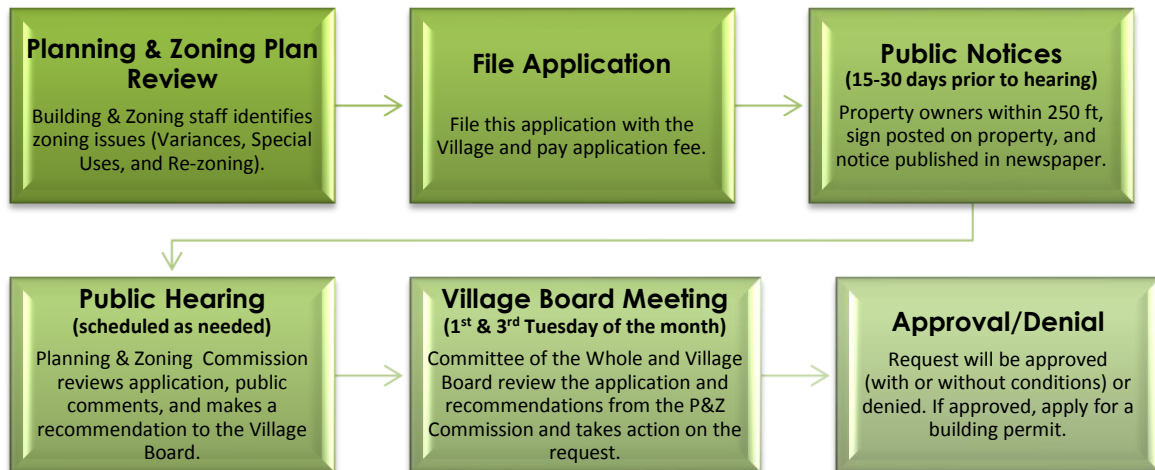 Planning & Zoning Plan
Review
Building & Zoning staff identifies
zoning issues (Variances, Special
Uses, and Re-zoning).
File Application
File this application with the
Village and pay application fee.
Public Notices
(15-30 days prior to hearing)
Property owners within 250 ft,
sign posted on property, and
notice published in newspaper.
Public Hearing
(scheduled as needed)
Planning & Zoning Commission
reviews application, public
comments, and makes a
recommendation to the Village
Board.
Village Board Meeting
(1st & 3rd Tuesday of the month)
Committee of the Whole and Village
Board review the application and
recommendations from the P&Z
Commission and takes action on the
request.
Approval/Denial
Request will be approved
(with or without conditions) or
denied. If approved, apply for a
building permit.